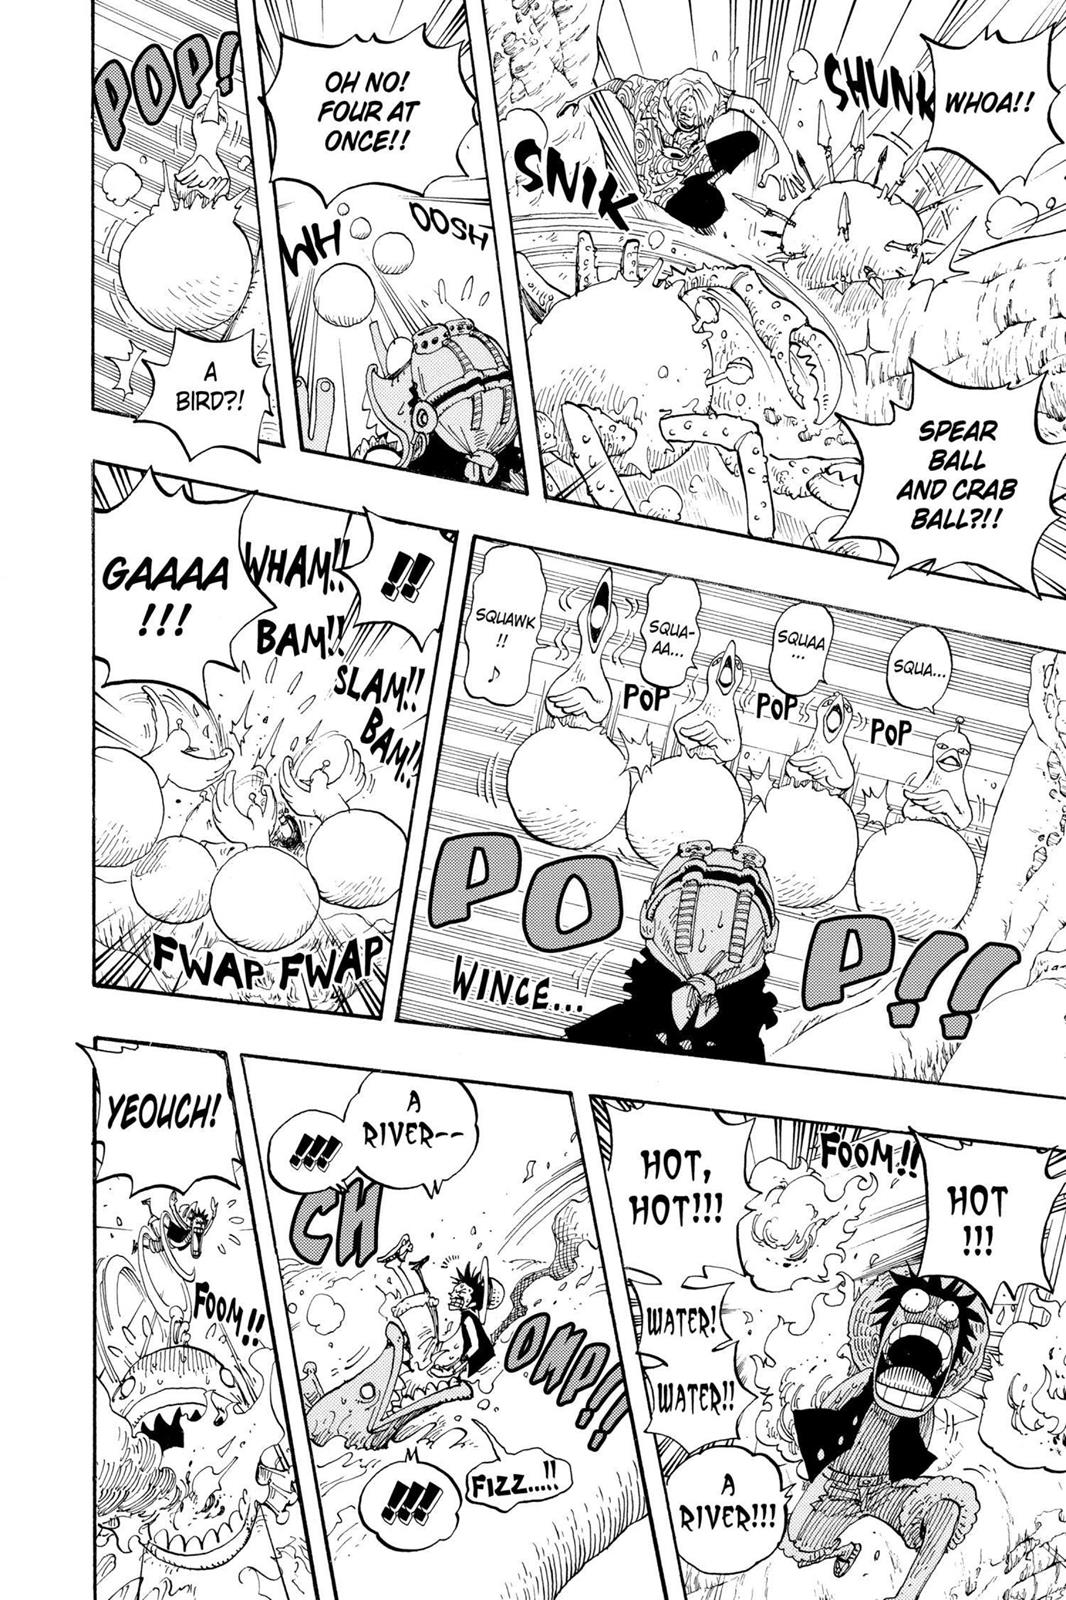 WHOA!!
SHUNK
SNIK
SPEAR
BALL
AND CRAB
BALL?!!
OH NO!
FOUR AT
ONCE!!
WH
OOSH
POP!
A
BIRD?!
SQUA...
POP
SQUAA
...
POP
SQUA-
AA...
POP
SQUAWK
!!
♪
POP!!
WINCE...
!!
WHAM!!
BAM!!
SLAM!!
BAM!!
GAAAA
!!!
FWAP FWAP
HOT
!!!
FOOM!!
HOT,
HOT!!!
WATER!
WATER!!
A
RIVER!!!
A
RIVER--
!!!
CH
OMP!!
FIZZ....!!
!!!
YEOUCH!
FOOM!!